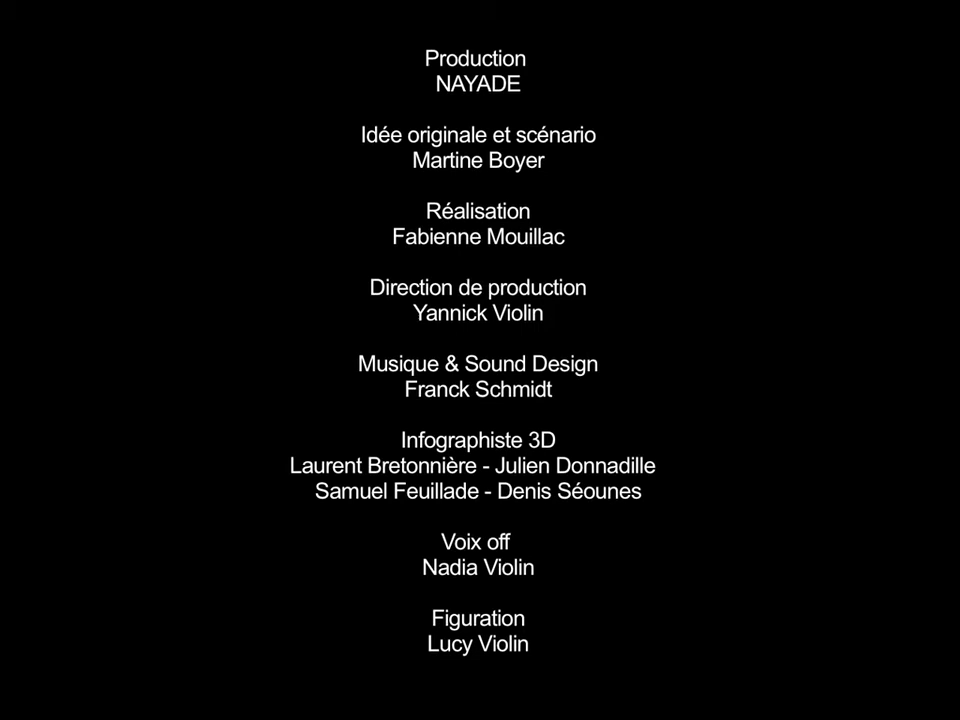 Production
NAYADE
Idée originale et scénario
Martine Boyer
Réalisation
Fabienne Mouillac
Direction de production
Yannick Violin
Musique & Sound Design
Franck Schmidt
Infographiste 3D
Laurent Bretonnière - Julien Donnadille
Samuel Feuillade - Denis Séounes
Voix off
Nadia Violin
Figuration
Lucy Violin